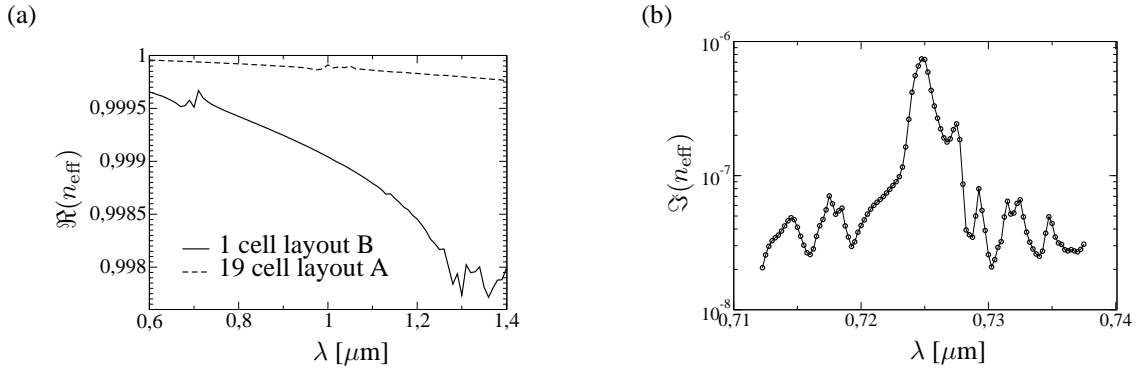 (a)
1
0,9995
0,999
0,9985
0,998
ℜ(n_eff)
1 cell layout B
19 cell layout A
0,6 0,8 1 1,2 1,4
λ [μm]
(b)
10^-6
10^-7
10^-8
ℑ(n_eff)
0,71 0,72 0,73 0,74
λ [μm]